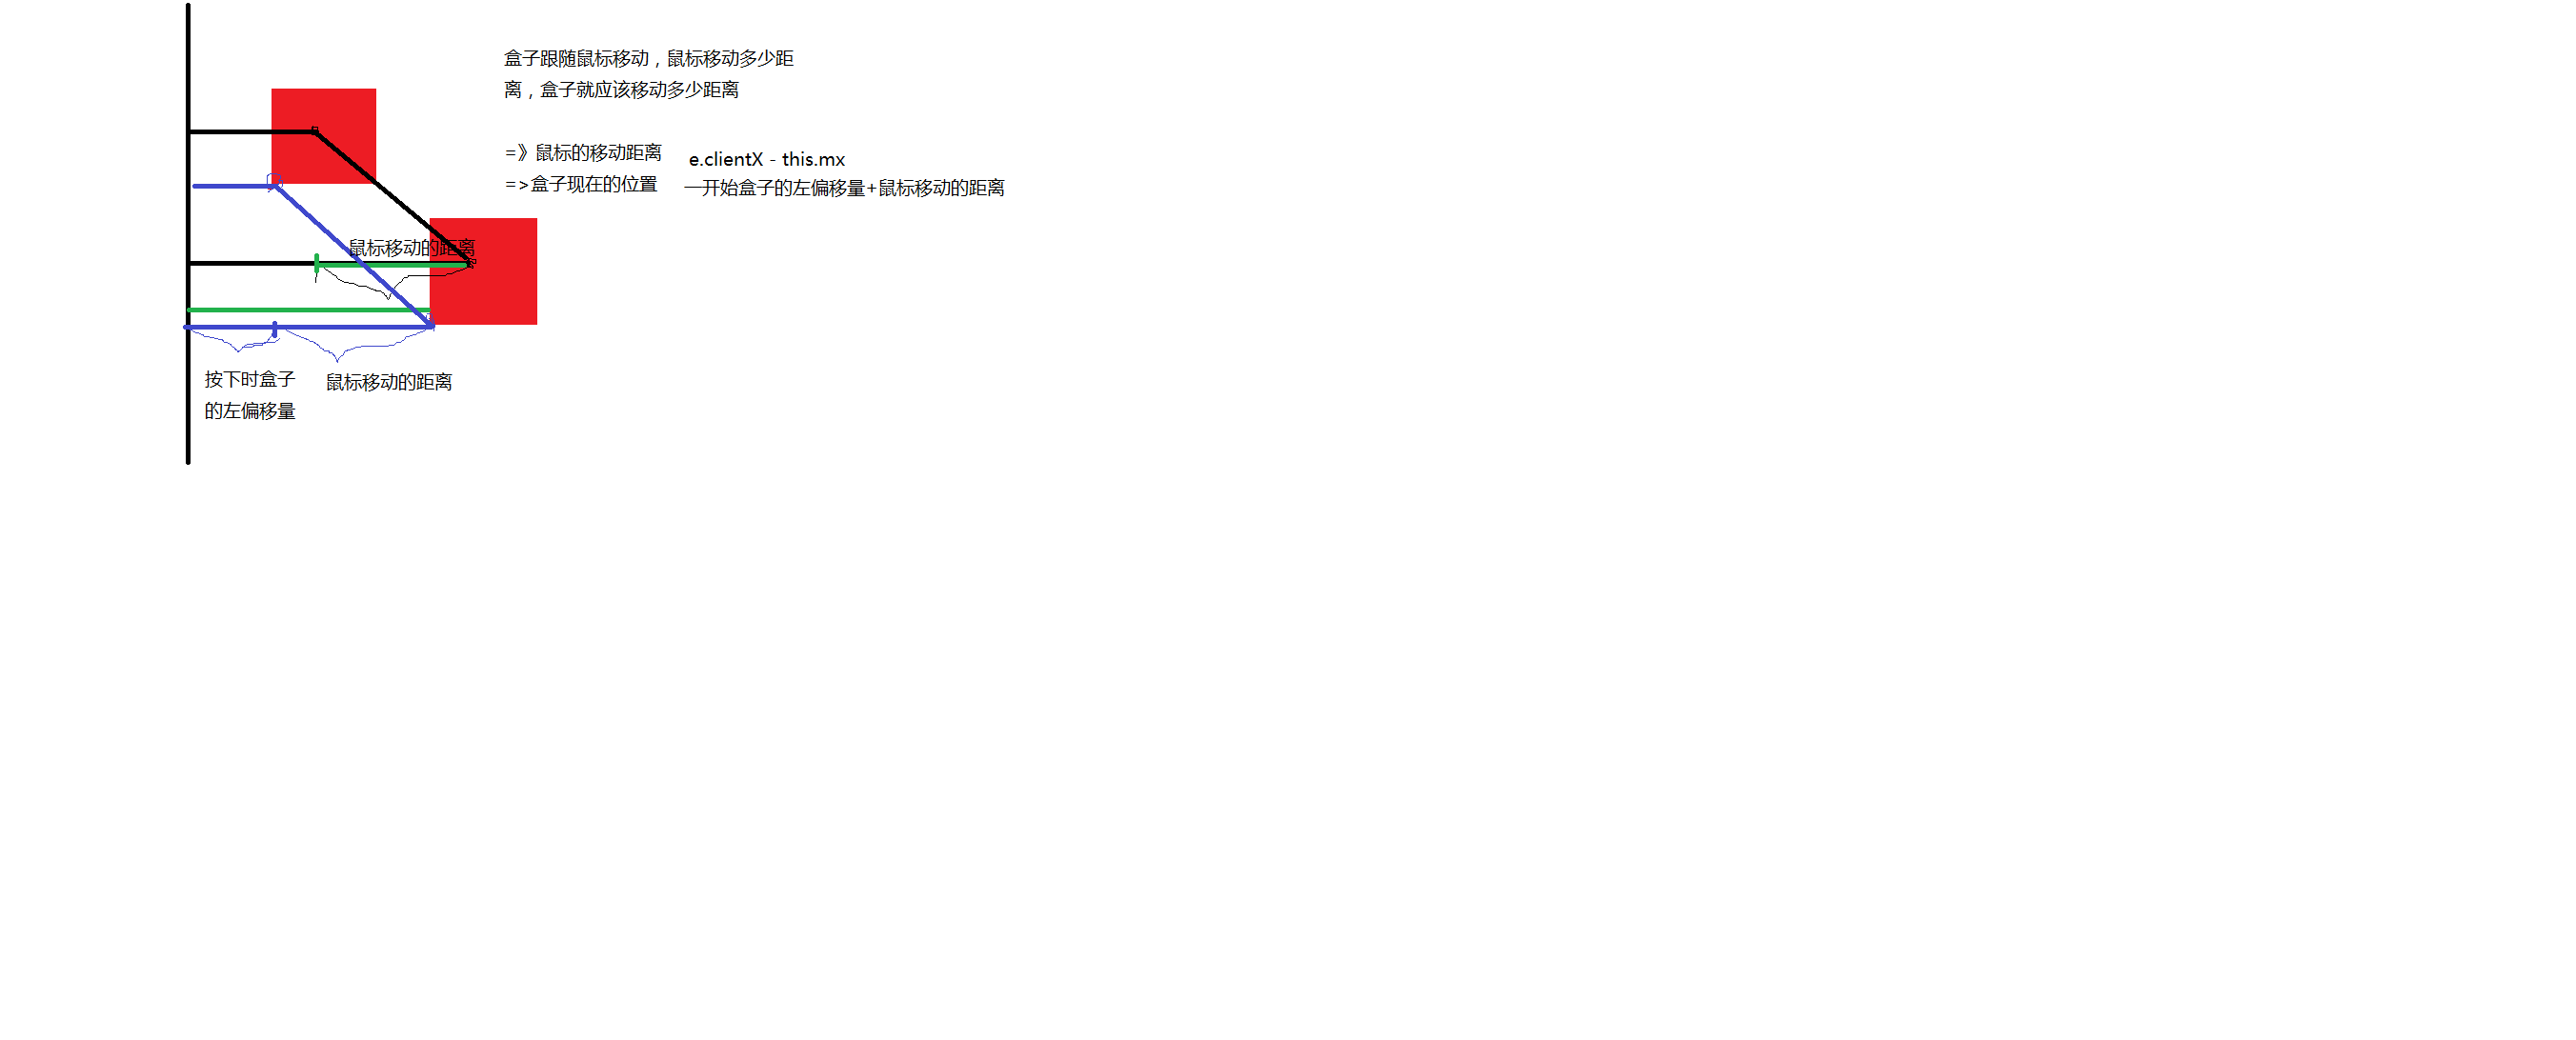 盒子跟随鼠标移动，鼠标移动多少距
离，盒子就应该移动多少距离
=》鼠标的移动距离 e.clientX - this.mx
=>盒子现在的位置 一开始盒子的左偏移量+鼠标移动的距离
鼠标移动的距离
按下时盒子
的左偏移量
鼠标移动的距离